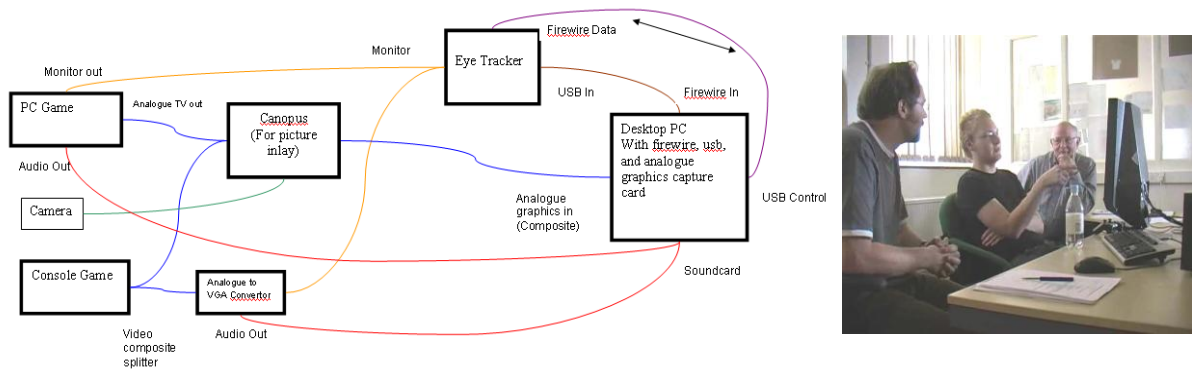 Firewire Data
Monitor
Eye Tracker
Monitor out
USB In
Firewire In
PC Game
Analogue TV out
Canopus
(For picture
inlay)
Desktop PC
With firewire, usb,
and analogue
graphics capture
card
Audio Out
Camera
Analogue
graphics in
(Composite)
USB Control
Console Game
Analogue to
VGA Convertor
Soundcard
Video
composite
splitter
Audio Out